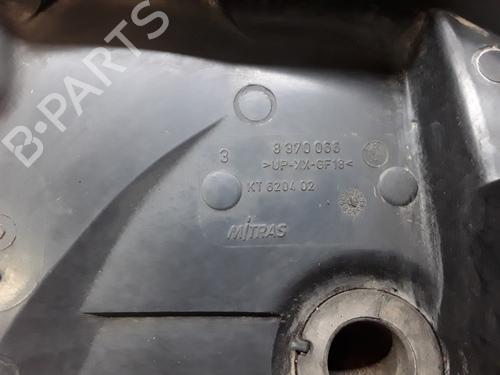 B-PARTS
3 8 370 066
>UP-XX-GF18<
KT 6204 02
MITRAS